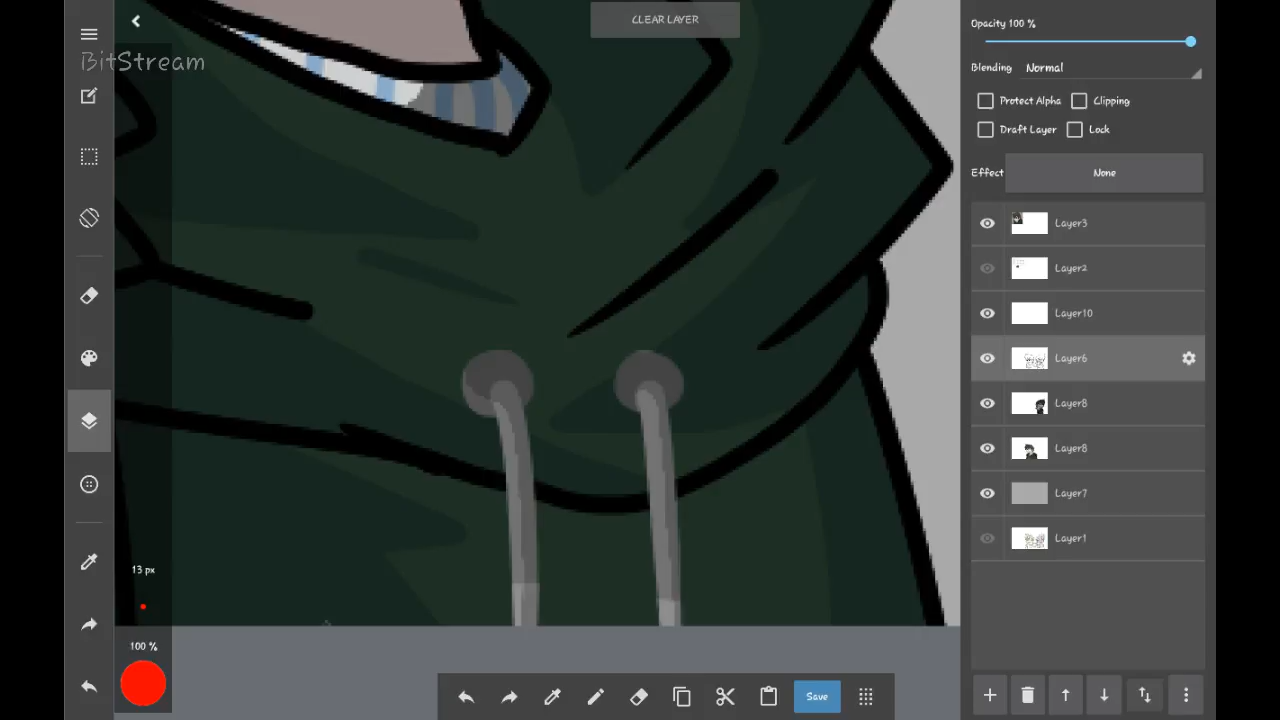 CLEAR LAYER
BitStream
13 px
100 %
Save
Opacity 100 %
Blending Normal
Protect Alpha Clipping
Draft Layer Lock
Effect None
Layer3
Layer2
Layer10
Layer6
Layer8
Layer8
Layer7
Layer1